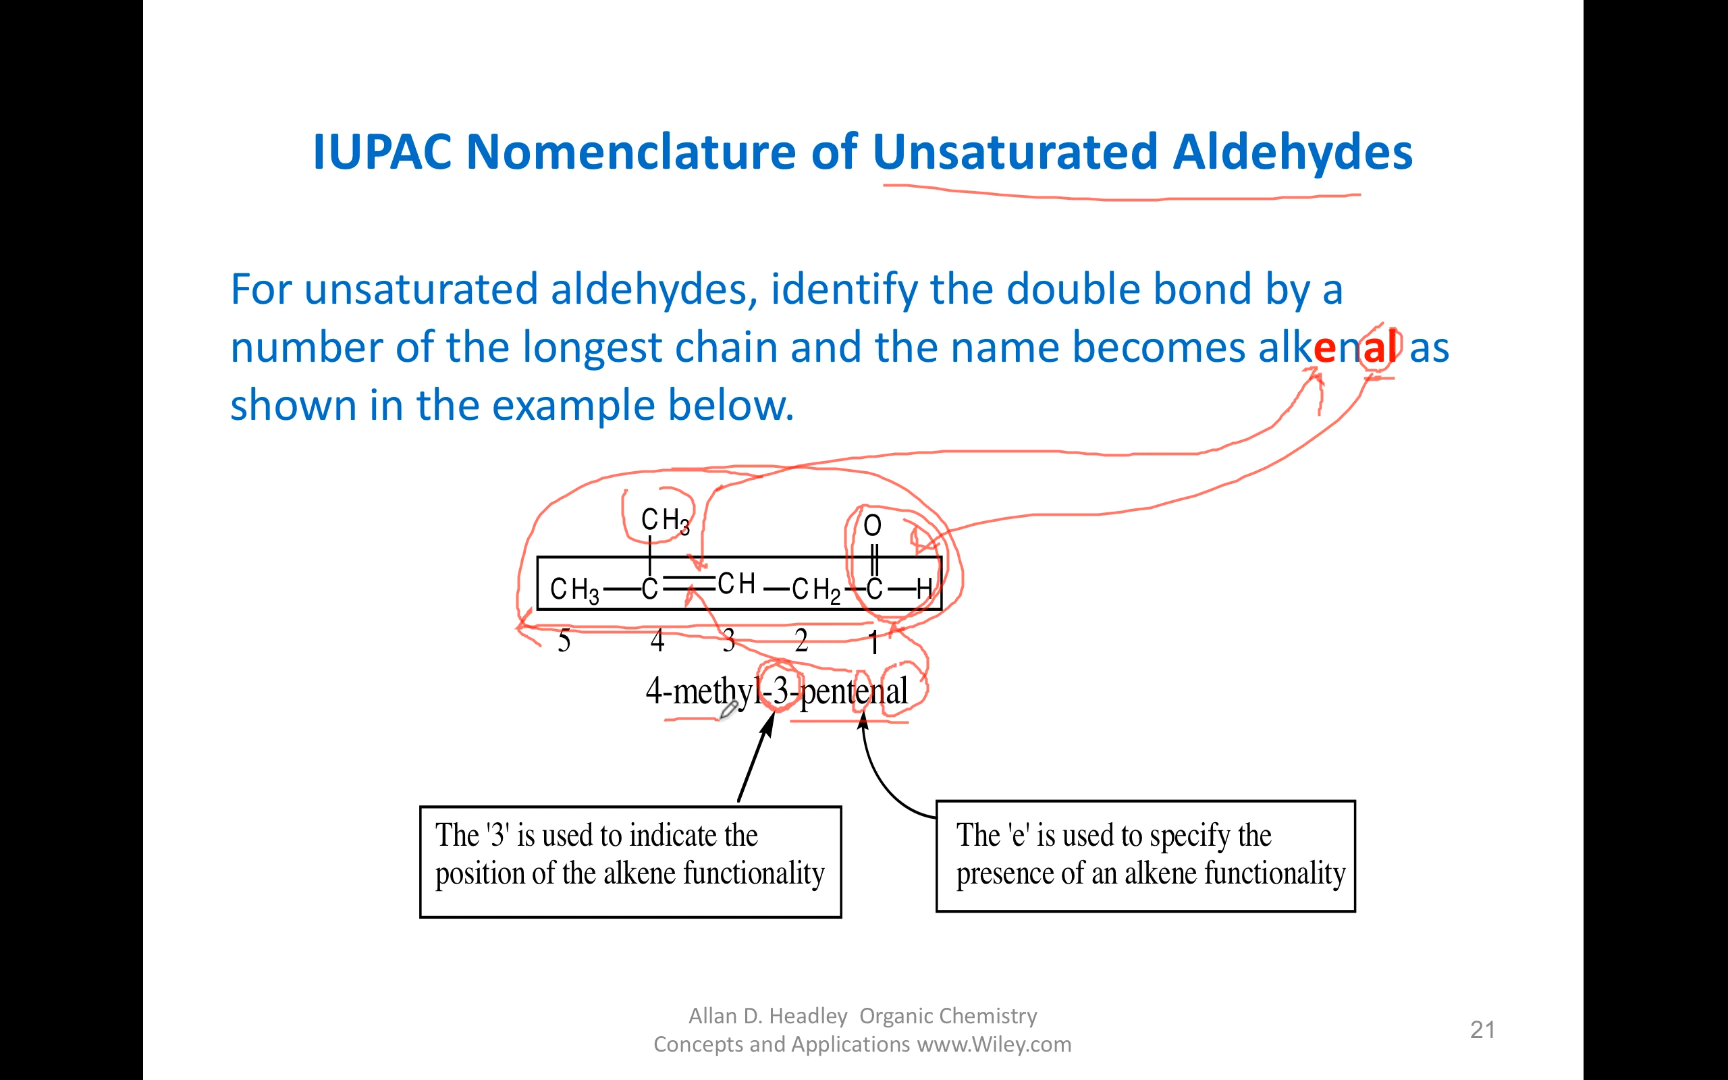 IUPAC Nomenclature of Unsaturated Aldehydes
For unsaturated aldehydes, identify the double bond by a
number of the longest chain and the name becomes alkenal as
shown in the example below.
CH3 O
CH3 C CH CH2 C H
5 4 3 2 1
4-methyl-3-pentenal
The '3' is used to indicate the
position of the alkene functionality
The 'e' is used to specify the
presence of an alkene functionality
Allan D. Headley Organic Chemistry
Concepts and Applications www.Wiley.com
21